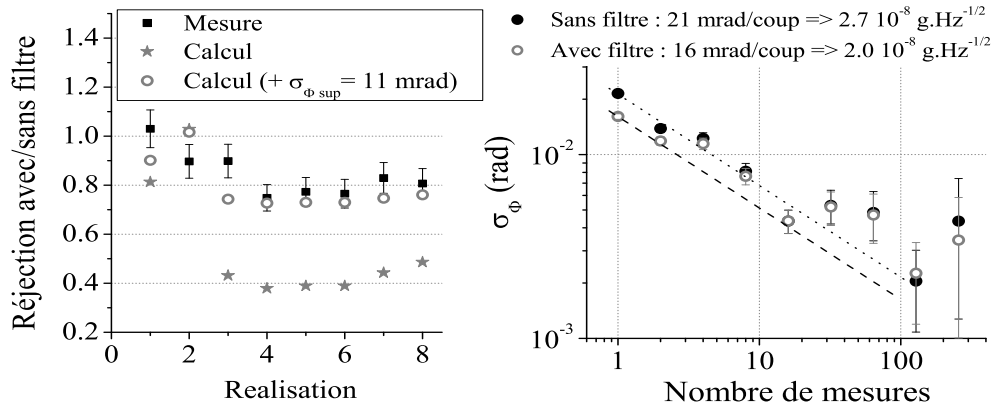 Réjection avec/sans filtre
1.4
1.2
1.0
0.8
0.6
0.4
0.2
Mesure
Calcul
Calcul (+ σΦ sup = 11 mrad)
0 2 4 6 8
Realisation
Sans filtre : 21 mrad/coup => 2.7 10^-8 g.Hz^-1/2
Avec filtre : 16 mrad/coup => 2.0 10^-8 g.Hz^-1/2
σΦ (rad)
10^-2
10^-3
1 10 100
Nombre de mesures